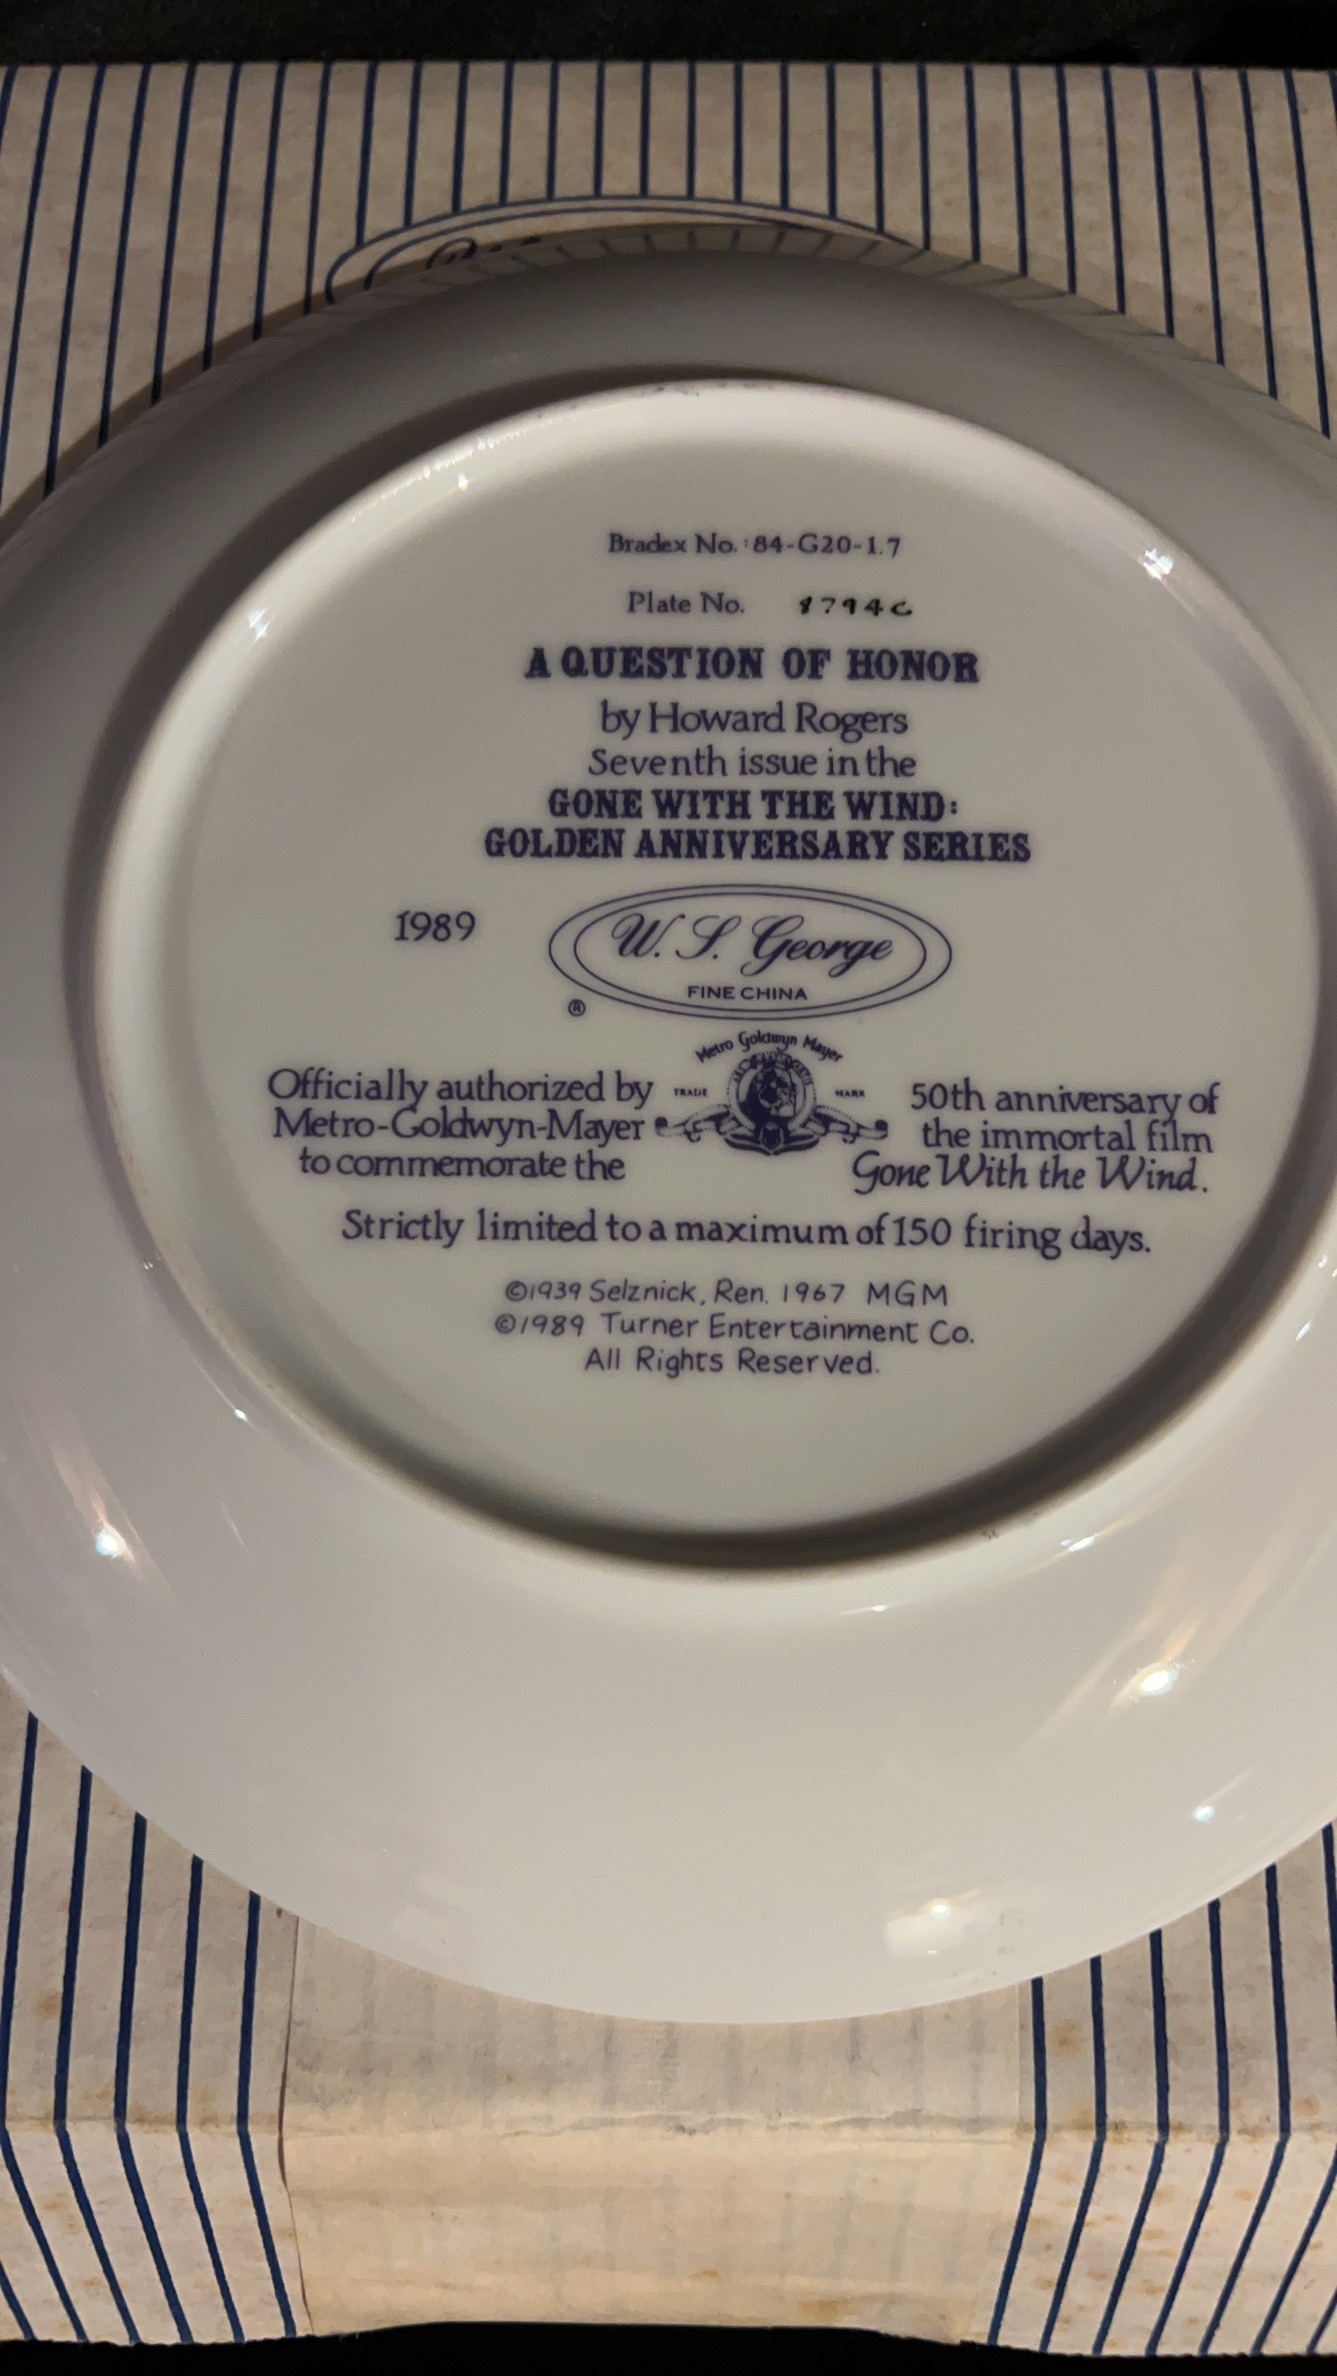 Bradex No.: 84-G20-1.7
Plate No. 8794C
A QUESTION OF HONOR
by Howard Rogers
Seventh issue in the
GONE WITH THE WIND:
GOLDEN ANNIVERSARY SERIES
1989
W. S. George
FINE CHINA
®
Metro Goldwyn Mayer
TRADE MARK
Officially authorized by
Metro-Goldwyn-Mayer
to commemorate the
50th anniversary of
the immortal film
Gone With the Wind.
Strictly limited to a maximum of 150 firing days.
©1939 Selznick, Ren. 1967 MGM
©1989 Turner Entertainment Co.
All Rights Reserved.